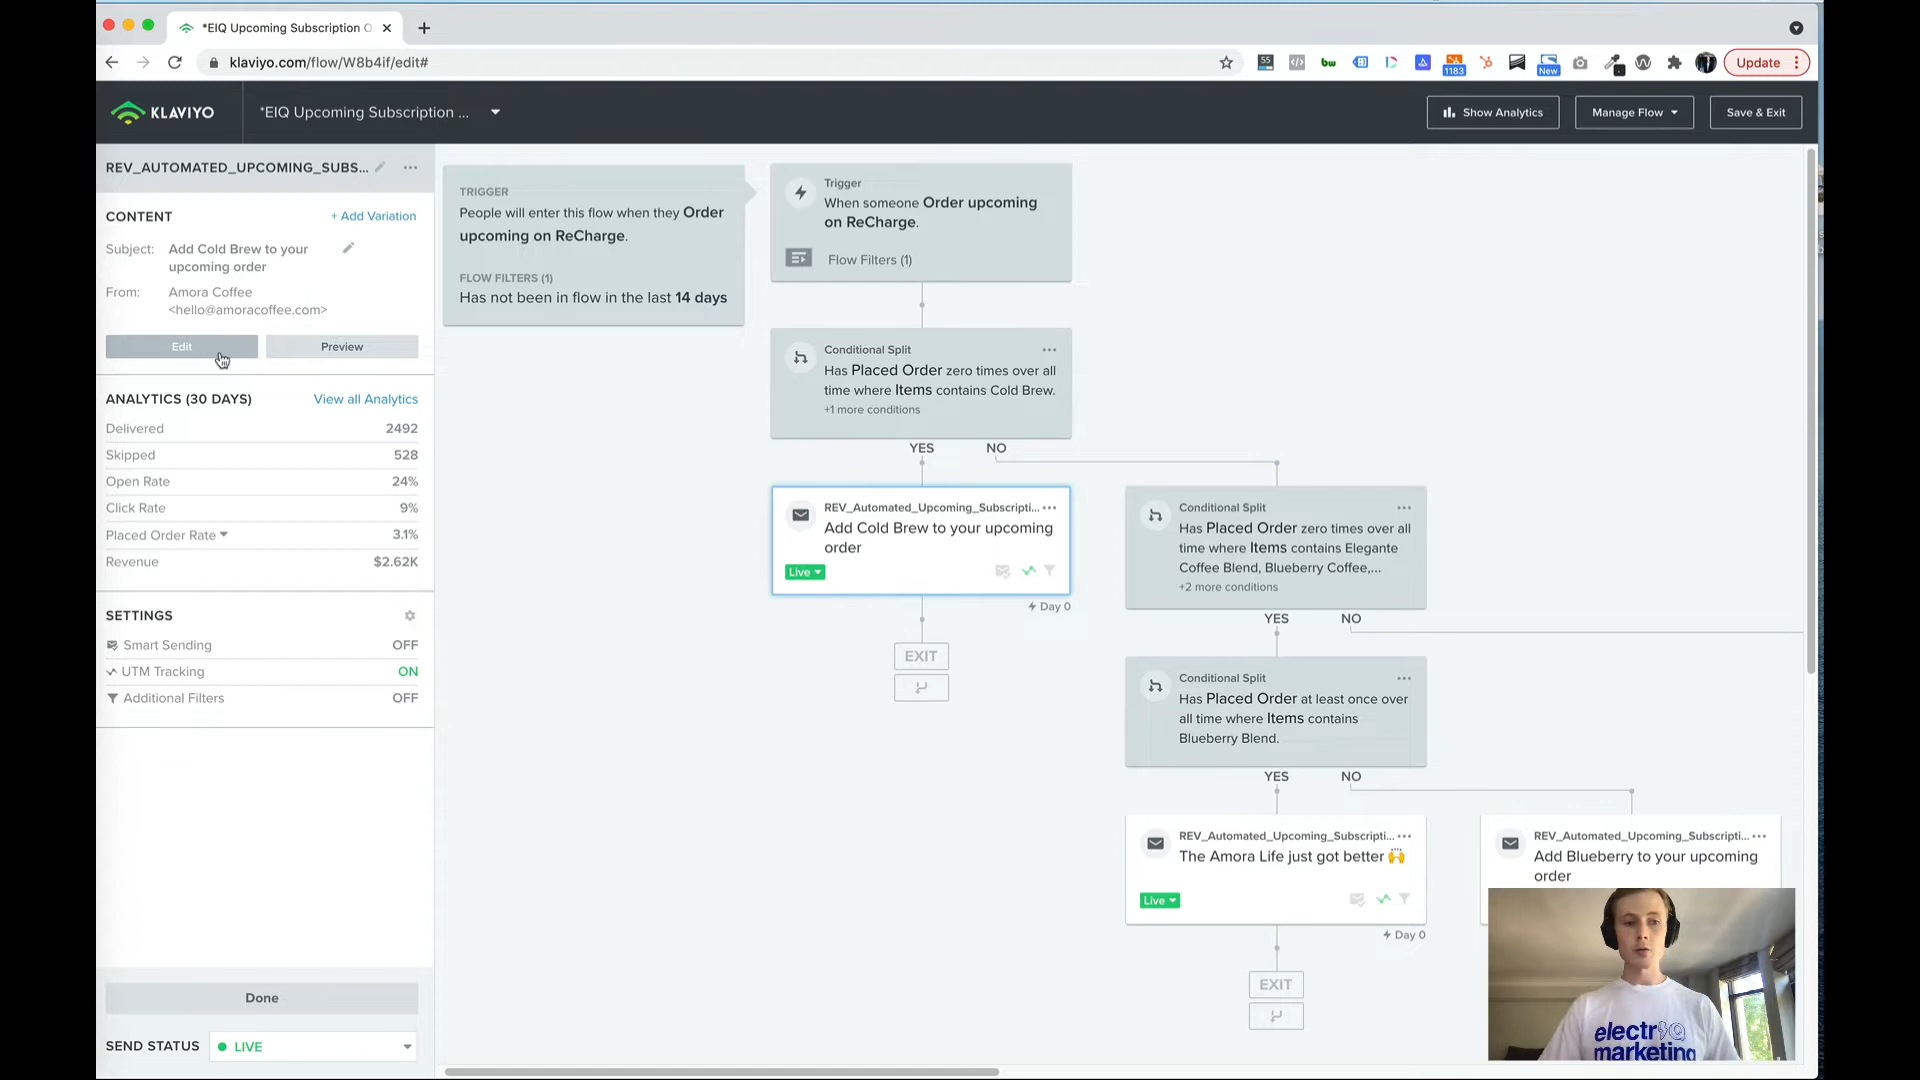 *EIQ Upcoming Subscription O
klaviyo.com/flow/W8b4if/edit#
55
bw
1183
New
Update
KLAVIYO
*EIQ Upcoming Subscription ...
Show Analytics
Manage Flow
Save & Exit
REV_AUTOMATED_UPCOMING_SUBS...
CONTENT
+ Add Variation
Subject: Add Cold Brew to your
upcoming order
From: Amora Coffee
<hello@amoracoffee.com>
Edit
Preview
ANALYTICS (30 DAYS)
View all Analytics
Delivered 2492
Skipped 528
Open Rate 24%
Click Rate 9%
Placed Order Rate 3.1%
Revenue $2.62K
SETTINGS
Smart Sending OFF
UTM Tracking ON
Additional Filters OFF
Done
SEND STATUS LIVE
TRIGGER
People will enter this flow when they Order
upcoming on ReCharge.
FLOW FILTERS (1)
Has not been in flow in the last 14 days
Trigger
When someone Order upcoming
on ReCharge.
Flow Filters (1)
Conditional Split
Has Placed Order zero times over all
time where Items contains Cold Brew.
+1 more conditions
YES NO
REV_Automated_Upcoming_Subscripti...
Add Cold Brew to your upcoming
order
Live
Day 0
EXIT
Conditional Split
Has Placed Order zero times over all
time where Items contains Elegante
Coffee Blend, Blueberry Coffee,...
+2 more conditions
YES NO
Conditional Split
Has Placed Order at least once over
all time where Items contains
Blueberry Blend.
YES NO
REV_Automated_Upcoming_Subscripti...
The Amora Life just got better 🙌
Live
Day 0
EXIT
REV_Automated_Upcoming_Subscripti...
Add Blueberry to your upcoming
order
electriq
marketing